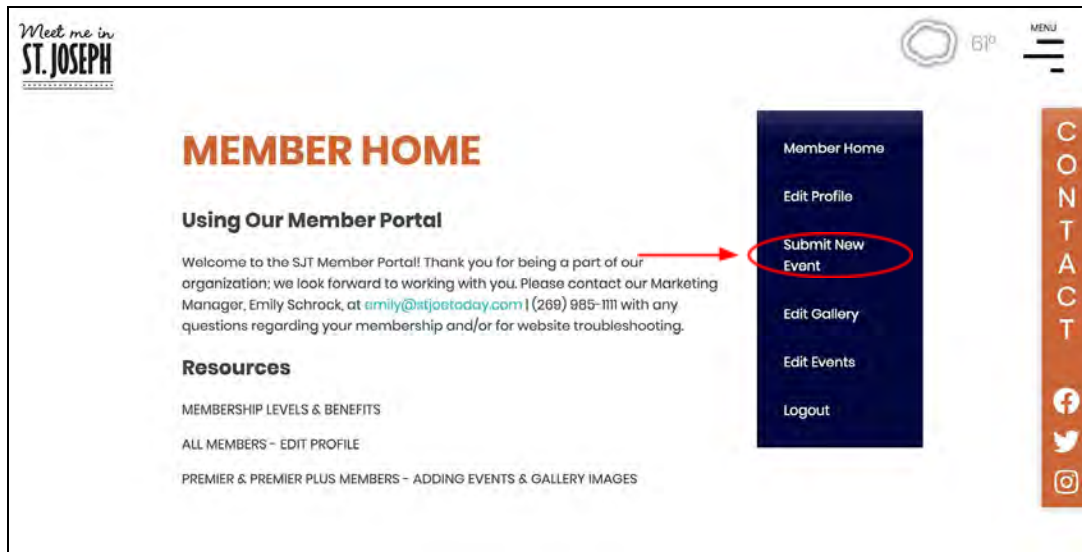 Meet me in
ST. JOSEPH
61°
MENU
MEMBER HOME
Using Our Member Portal
Welcome to the SJT Member Portal! Thank you for being a part of our
organization; we look forward to working with you. Please contact our Marketing
Manager, Emily Schrock, at emily@stjoetoday.com | (269) 985-1111 with any
questions regarding your membership and/or for website troubleshooting.
Resources
MEMBERSHIP LEVELS & BENEFITS
ALL MEMBERS - EDIT PROFILE
PREMIER & PREMIER PLUS MEMBERS - ADDING EVENTS & GALLERY IMAGES
Member Home
Edit Profile
Submit New
Event
Edit Gallery
Edit Events
Logout
CONTACT